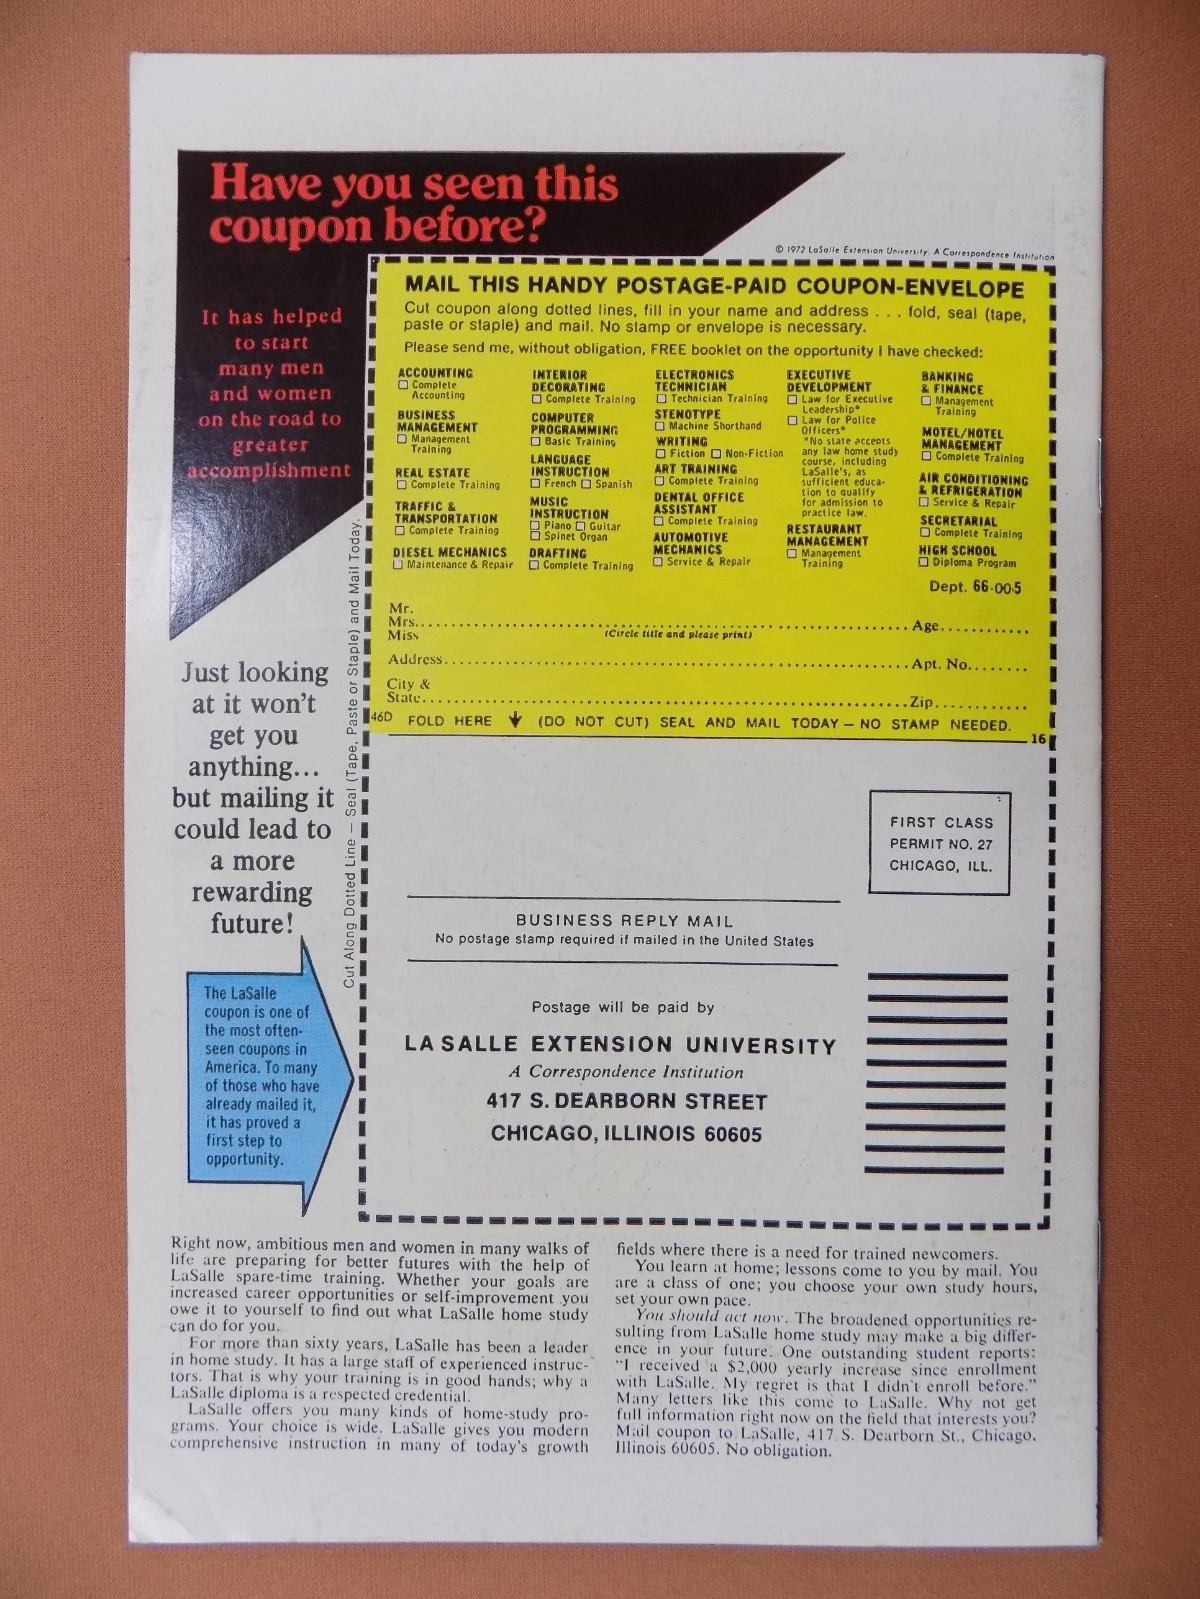 Have you seen this
coupon before?
It has helped
to start
many men
and women
on the road to
greater
accomplishment
© 1972 LaSalle Extension University. A Correspondence Institution
MAIL THIS HANDY POSTAGE-PAID COUPON-ENVELOPE
Cut coupon along dotted lines, fill in your name and address . . . fold, seal (tape,
paste or staple) and mail. No stamp or envelope is necessary.
Please send me, without obligation, FREE booklet on the opportunity I have checked:
ACCOUNTING
☐ Complete
Accounting
BUSINESS
MANAGEMENT
☐ Management
Training
REAL ESTATE
☐ Complete Training
TRAFFIC &
TRANSPORTATION
☐ Complete Training
DIESEL MECHANICS
☐ Maintenance & Repair
INTERIOR
DECORATING
☐ Complete Training
COMPUTER
PROGRAMMING
☐ Basic Training
LANGUAGE
INSTRUCTION
☐ French ☐ Spanish
MUSIC
INSTRUCTION
☐ Piano ☐ Guitar
☐ Spinet Organ
DRAFTING
☐ Complete Training
ELECTRONICS
TECHNICIAN
☐ Technician Training
STENOTYPE
☐ Machine Shorthand
WRITING
☐ Fiction ☐ Non-Fiction
ART TRAINING
☐ Complete Training
DENTAL OFFICE
ASSISTANT
☐ Complete Training
AUTOMOTIVE
MECHANICS
☐ Service & Repair
EXECUTIVE
DEVELOPMENT
☐ Law for Executive
Leadership*
☐ Law for Police
Officers*
*No state accepts
any law home study
course, including
LaSalle's, as
sufficient educa-
tion to qualify
for admission to
practice law.
RESTAURANT
MANAGEMENT
☐ Management
Training
BANKING
& FINANCE
☐ Management
Training
MOTEL/HOTEL
MANAGEMENT
☐ Complete Training
AIR CONDITIONING
& REFRIGERATION
☐ Service & Repair
SECRETARIAL
☐ Complete Training
HIGH SCHOOL
☐ Diploma Program
Dept. 66-005
Mr.
Mrs. Age
Miss (Circle title and please print)
Address Apt. No.
City &
State Zip
46D FOLD HERE ↓ (DO NOT CUT) SEAL AND MAIL TODAY – NO STAMP NEEDED.
16
Cut Along Dotted Line — Seal (Tape, Paste or Staple) and Mail Today.
Just looking
at it won't
get you
anything...
but mailing it
could lead to
a more
rewarding
future!
The LaSalle
coupon is one of
the most often-
seen coupons in
America. To many
of those who have
already mailed it,
it has proved a
first step to
opportunity.
FIRST CLASS
PERMIT NO. 27
CHICAGO, ILL.
BUSINESS REPLY MAIL
No postage stamp required if mailed in the United States
Postage will be paid by
LA SALLE EXTENSION UNIVERSITY
A Correspondence Institution
417 S. DEARBORN STREET
CHICAGO, ILLINOIS 60605
Right now, ambitious men and women in many walks of
life are preparing for better futures with the help of
LaSalle spare-time training. Whether your goals are
increased career opportunities or self-improvement you
owe it to yourself to find out what LaSalle home study
can do for you.
For more than sixty years, LaSalle has been a leader
in home study. It has a large staff of experienced instruc-
tors. That is why your training is in good hands; why a
LaSalle diploma is a respected credential.
LaSalle offers you many kinds of home-study pro-
grams. Your choice is wide. LaSalle gives you modern
comprehensive instruction in many of today's growth
fields where there is a need for trained newcomers.
You learn at home; lessons come to you by mail. You
are a class of one; you choose your own study hours,
set your own pace.
You should act now. The broadened opportunities re-
sulting from LaSalle home study may make a big differ-
ence in your future. One outstanding student reports:
"I received a $2,000 yearly increase since enrollment
with LaSalle. My regret is that I didn't enroll before."
Many letters like this come to LaSalle. Why not get
full information right now on the field that interests you?
Mail coupon to LaSalle, 417 S. Dearborn St., Chicago,
Illinois 60605. No obligation.